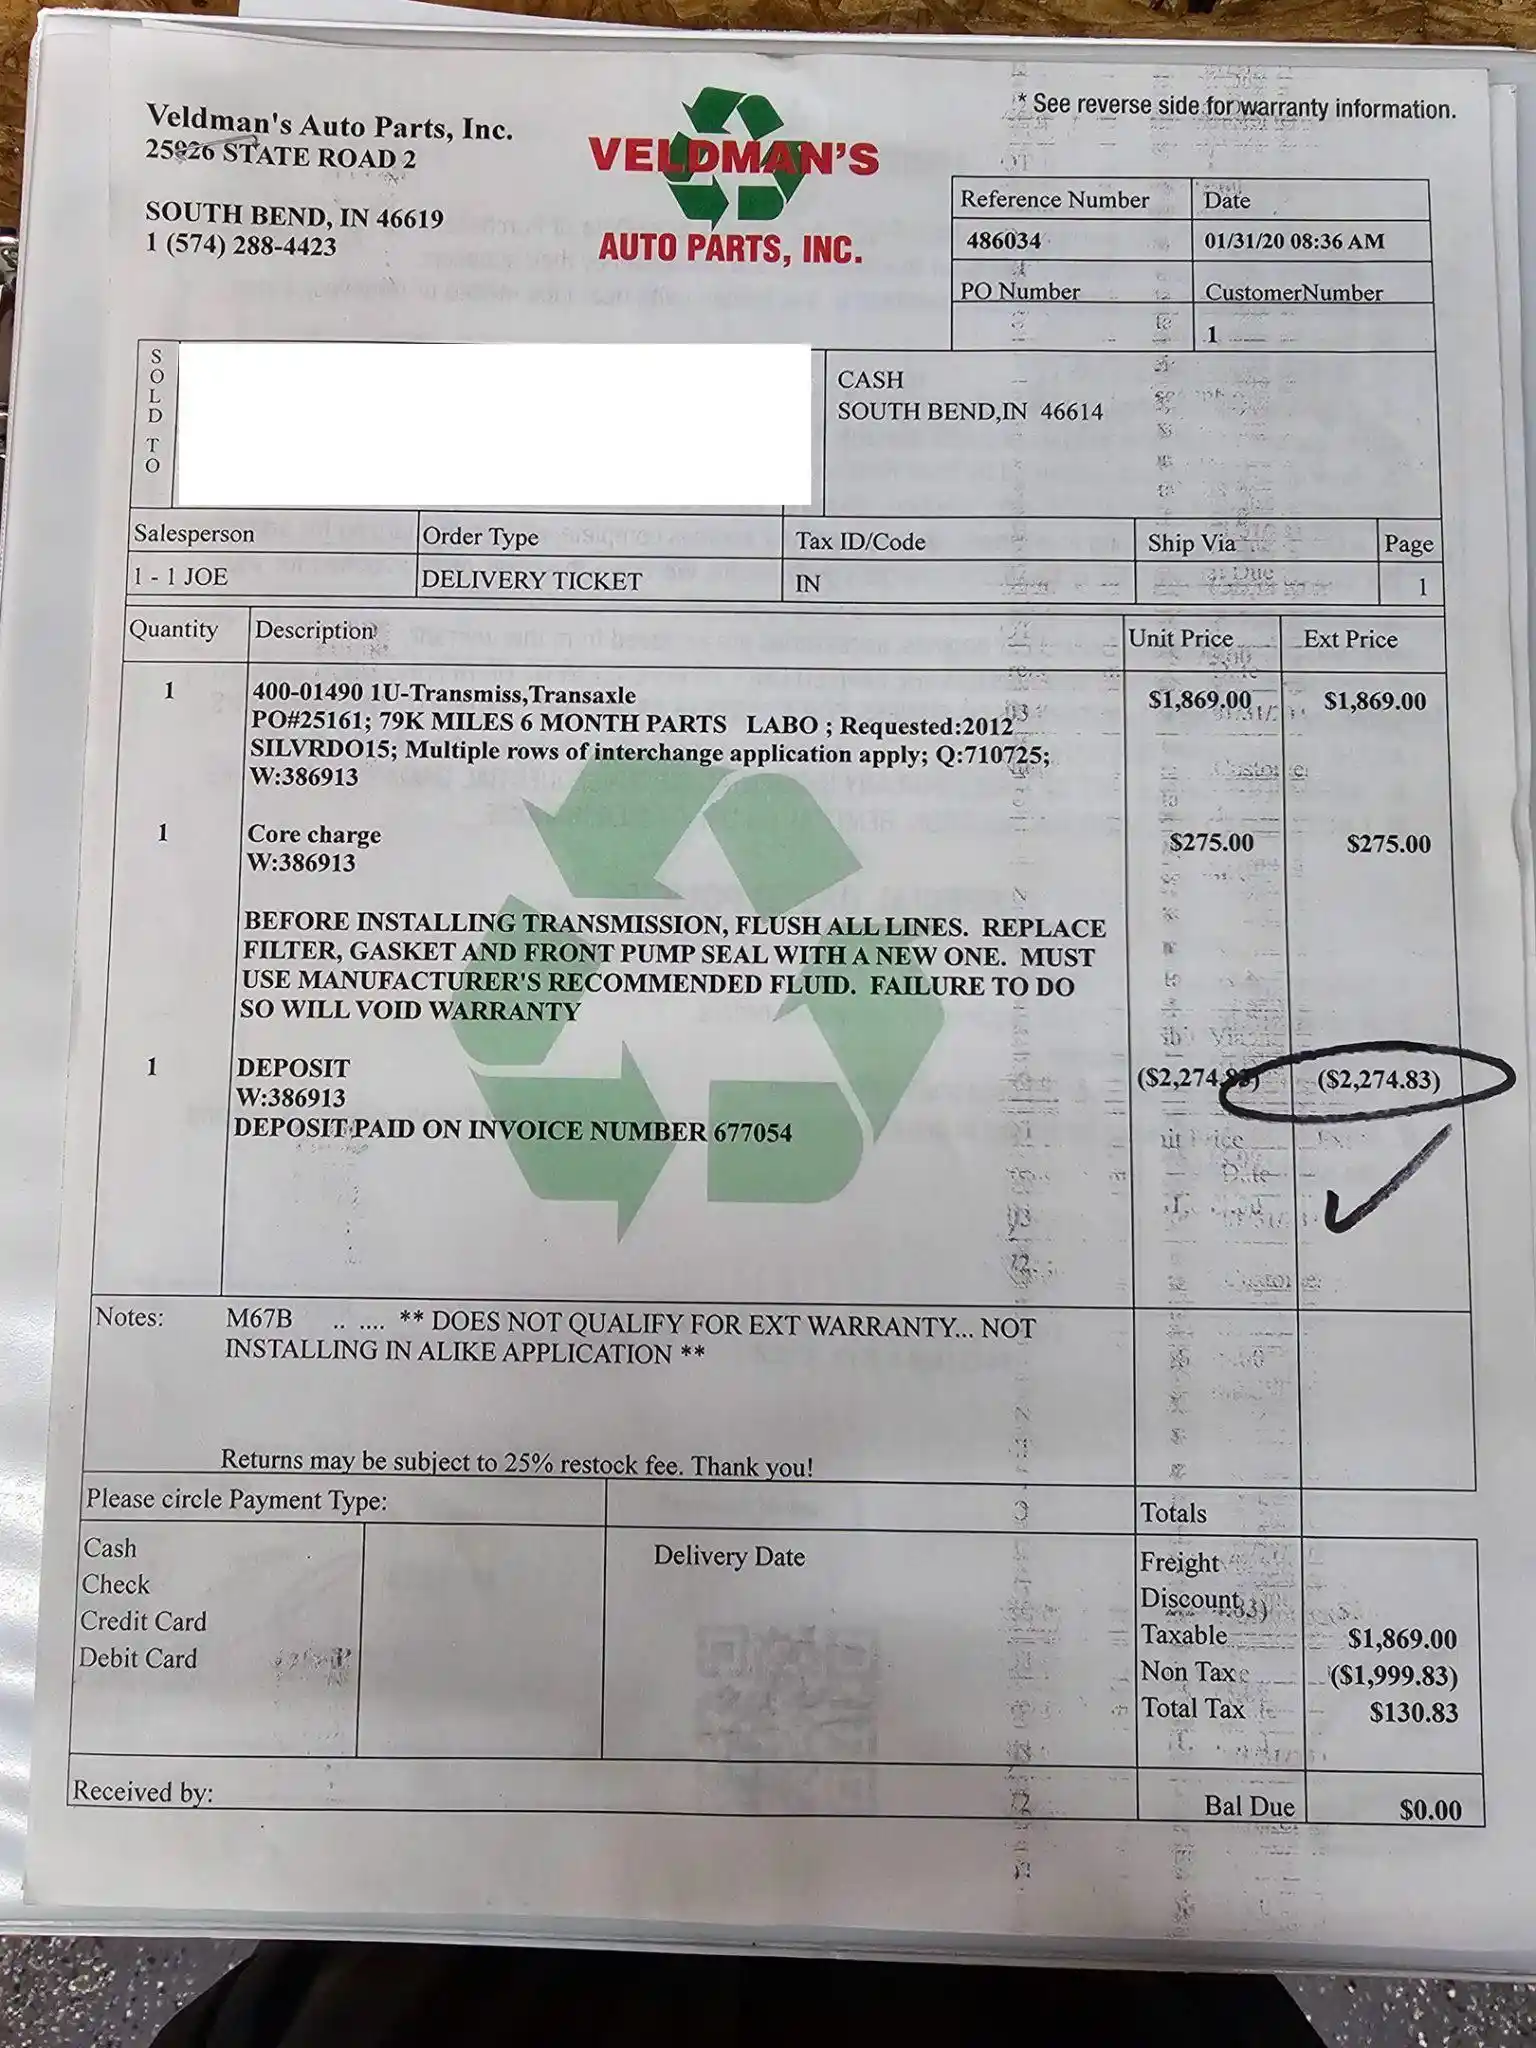 Veldman's Auto Parts, Inc.
25926 STATE ROAD 2
SOUTH BEND, IN 46619
1 (574) 288-4423
VELDMAN'S
AUTO PARTS, INC.
* See reverse side for warranty information.
Reference Number Date
486034 01/31/20 08:36 AM
PO Number CustomerNumber
1
SOLD TO
CASH
SOUTH BEND,IN 46614
Salesperson Order Type Tax ID/Code Ship Via Page
1 - 1 JOE DELIVERY TICKET IN 1
Quantity Description Unit Price Ext Price
1 400-01490 1U-Transmiss,Transaxle $1,869.00 $1,869.00
PO#25161; 79K MILES 6 MONTH PARTS LABO ; Requested:2012
SILVRDO15; Multiple rows of interchange application apply; Q:710725;
W:386913
1 Core charge $275.00 $275.00
W:386913
BEFORE INSTALLING TRANSMISSION, FLUSH ALL LINES. REPLACE
FILTER, GASKET AND FRONT PUMP SEAL WITH A NEW ONE. MUST
USE MANUFACTURER'S RECOMMENDED FLUID. FAILURE TO DO
SO WILL VOID WARRANTY
1 DEPOSIT ($2,274.83) ($2,274.83)
W:386913
DEPOSIT PAID ON INVOICE NUMBER 677054
Notes: M67B .. .... ** DOES NOT QUALIFY FOR EXT WARRANTY... NOT
INSTALLING IN ALIKE APPLICATION **
Returns may be subject to 25% restock fee. Thank you!
Please circle Payment Type: Totals
Cash
Check
Credit Card
Debit Card
Delivery Date
Freight
Discount
Taxable $1,869.00
Non Tax ($1,999.83)
Total Tax $130.83
Received by: Bal Due $0.00